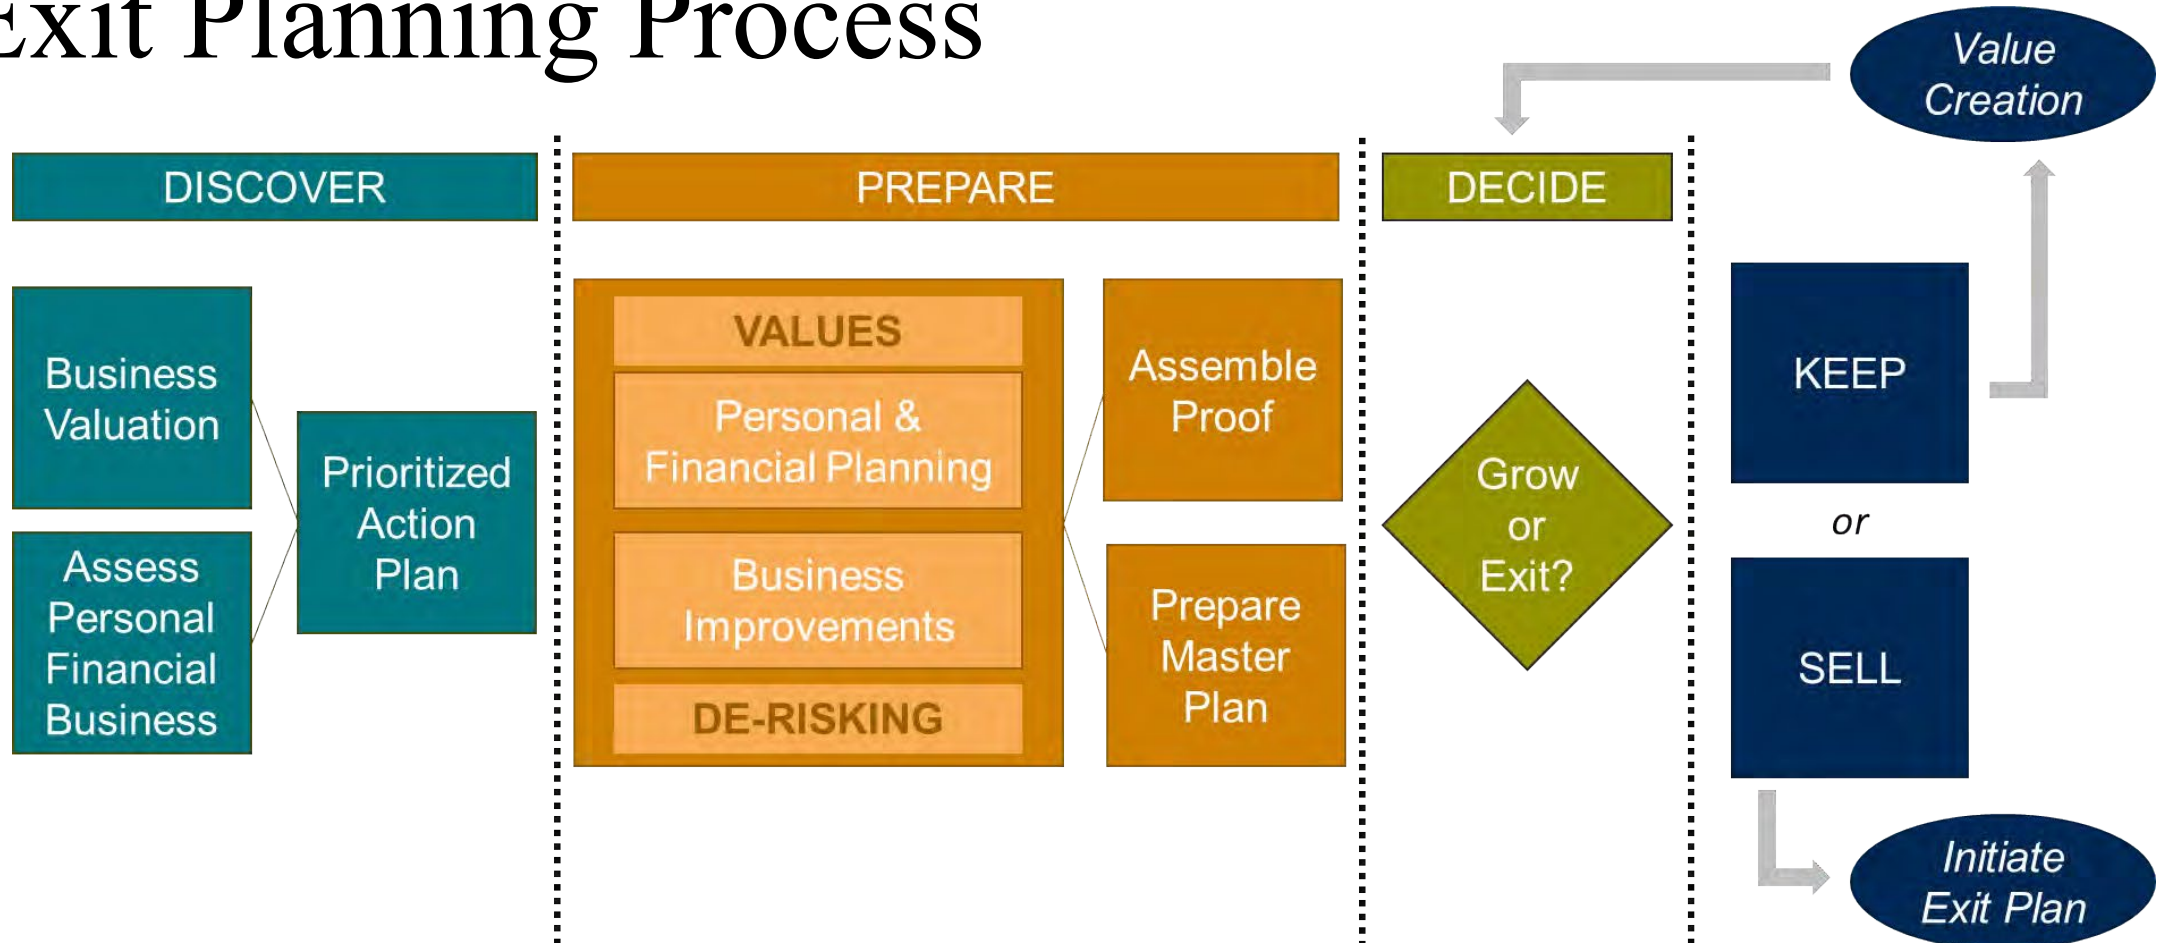 Exit Planning Process
Value
Creation
DISCOVER
PREPARE
DECIDE
Business
Valuation
Assess
Personal
Financial
Business
Prioritized
Action
Plan
VALUES
Personal &
Financial Planning
Business
Improvements
DE-RISKING
Assemble
Proof
Prepare
Master
Plan
Grow
or
Exit?
KEEP
or
SELL
Initiate
Exit Plan